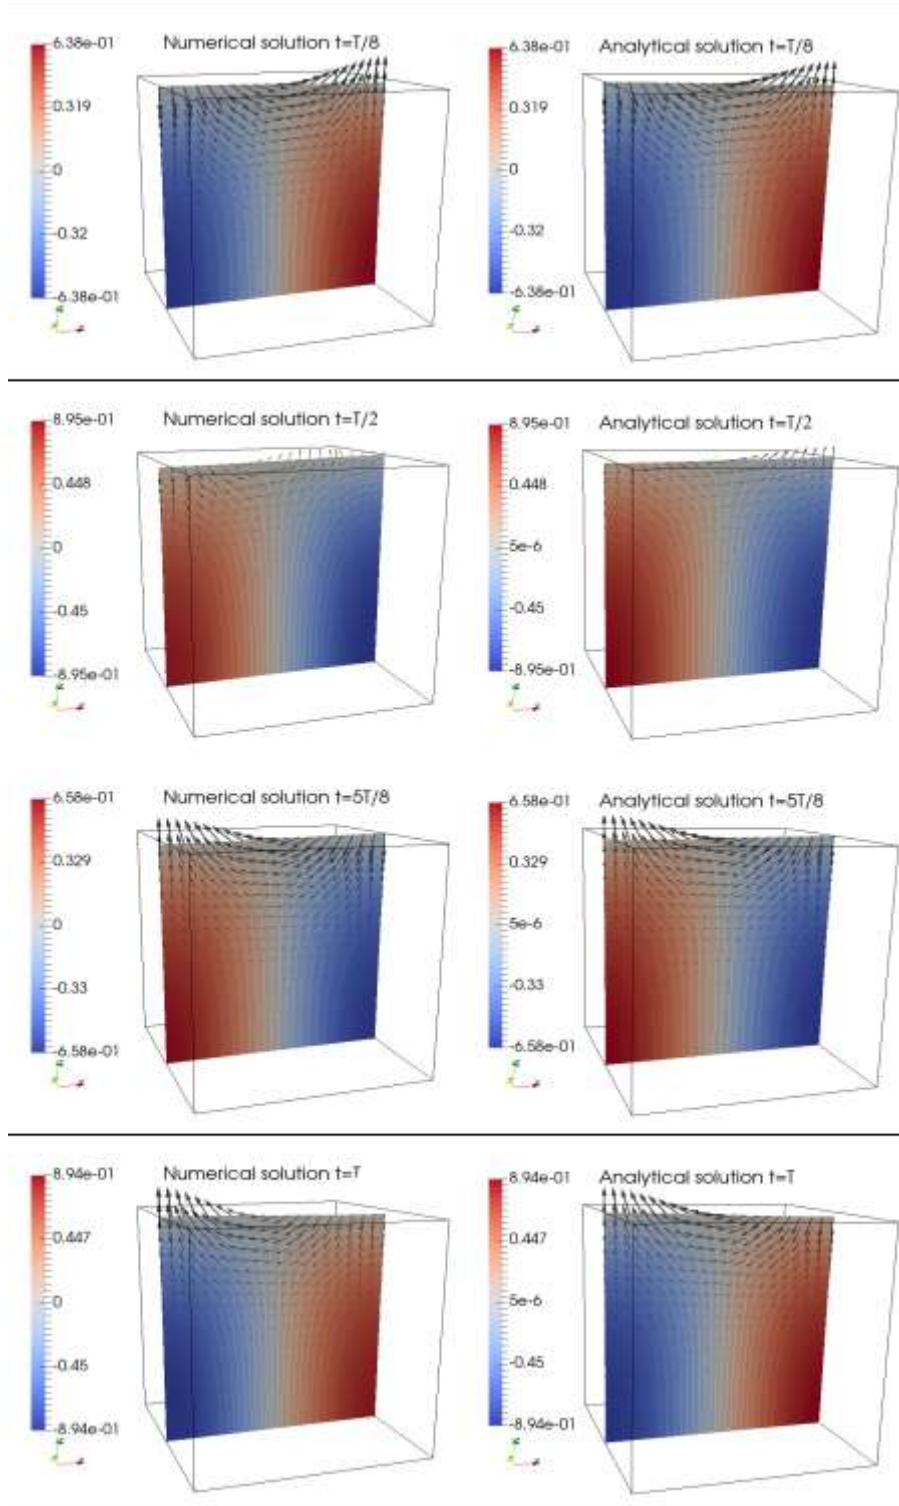 Numerical solution t=T/8
6.38e-01
0.319
0
-0.32
-6.38e-01
Analytical solution t=T/8
6.38e-01
0.319
0
-0.32
-6.38e-01
Numerical solution t=T/2
8.95e-01
0.448
0
-0.45
-8.95e-01
Analytical solution t=T/2
8.95e-01
0.448
5e-6
-0.45
-8.95e-01
Numerical solution t=5T/8
6.58e-01
0.329
0
-0.33
-6.58e-01
Analytical solution t=5T/8
6.58e-01
0.329
5e-6
-0.33
-6.58e-01
Numerical solution t=T
8.94e-01
0.447
0
-0.45
-8.94e-01
Analytical solution t=T
8.94e-01
0.447
5e-6
-0.45
-8.94e-01